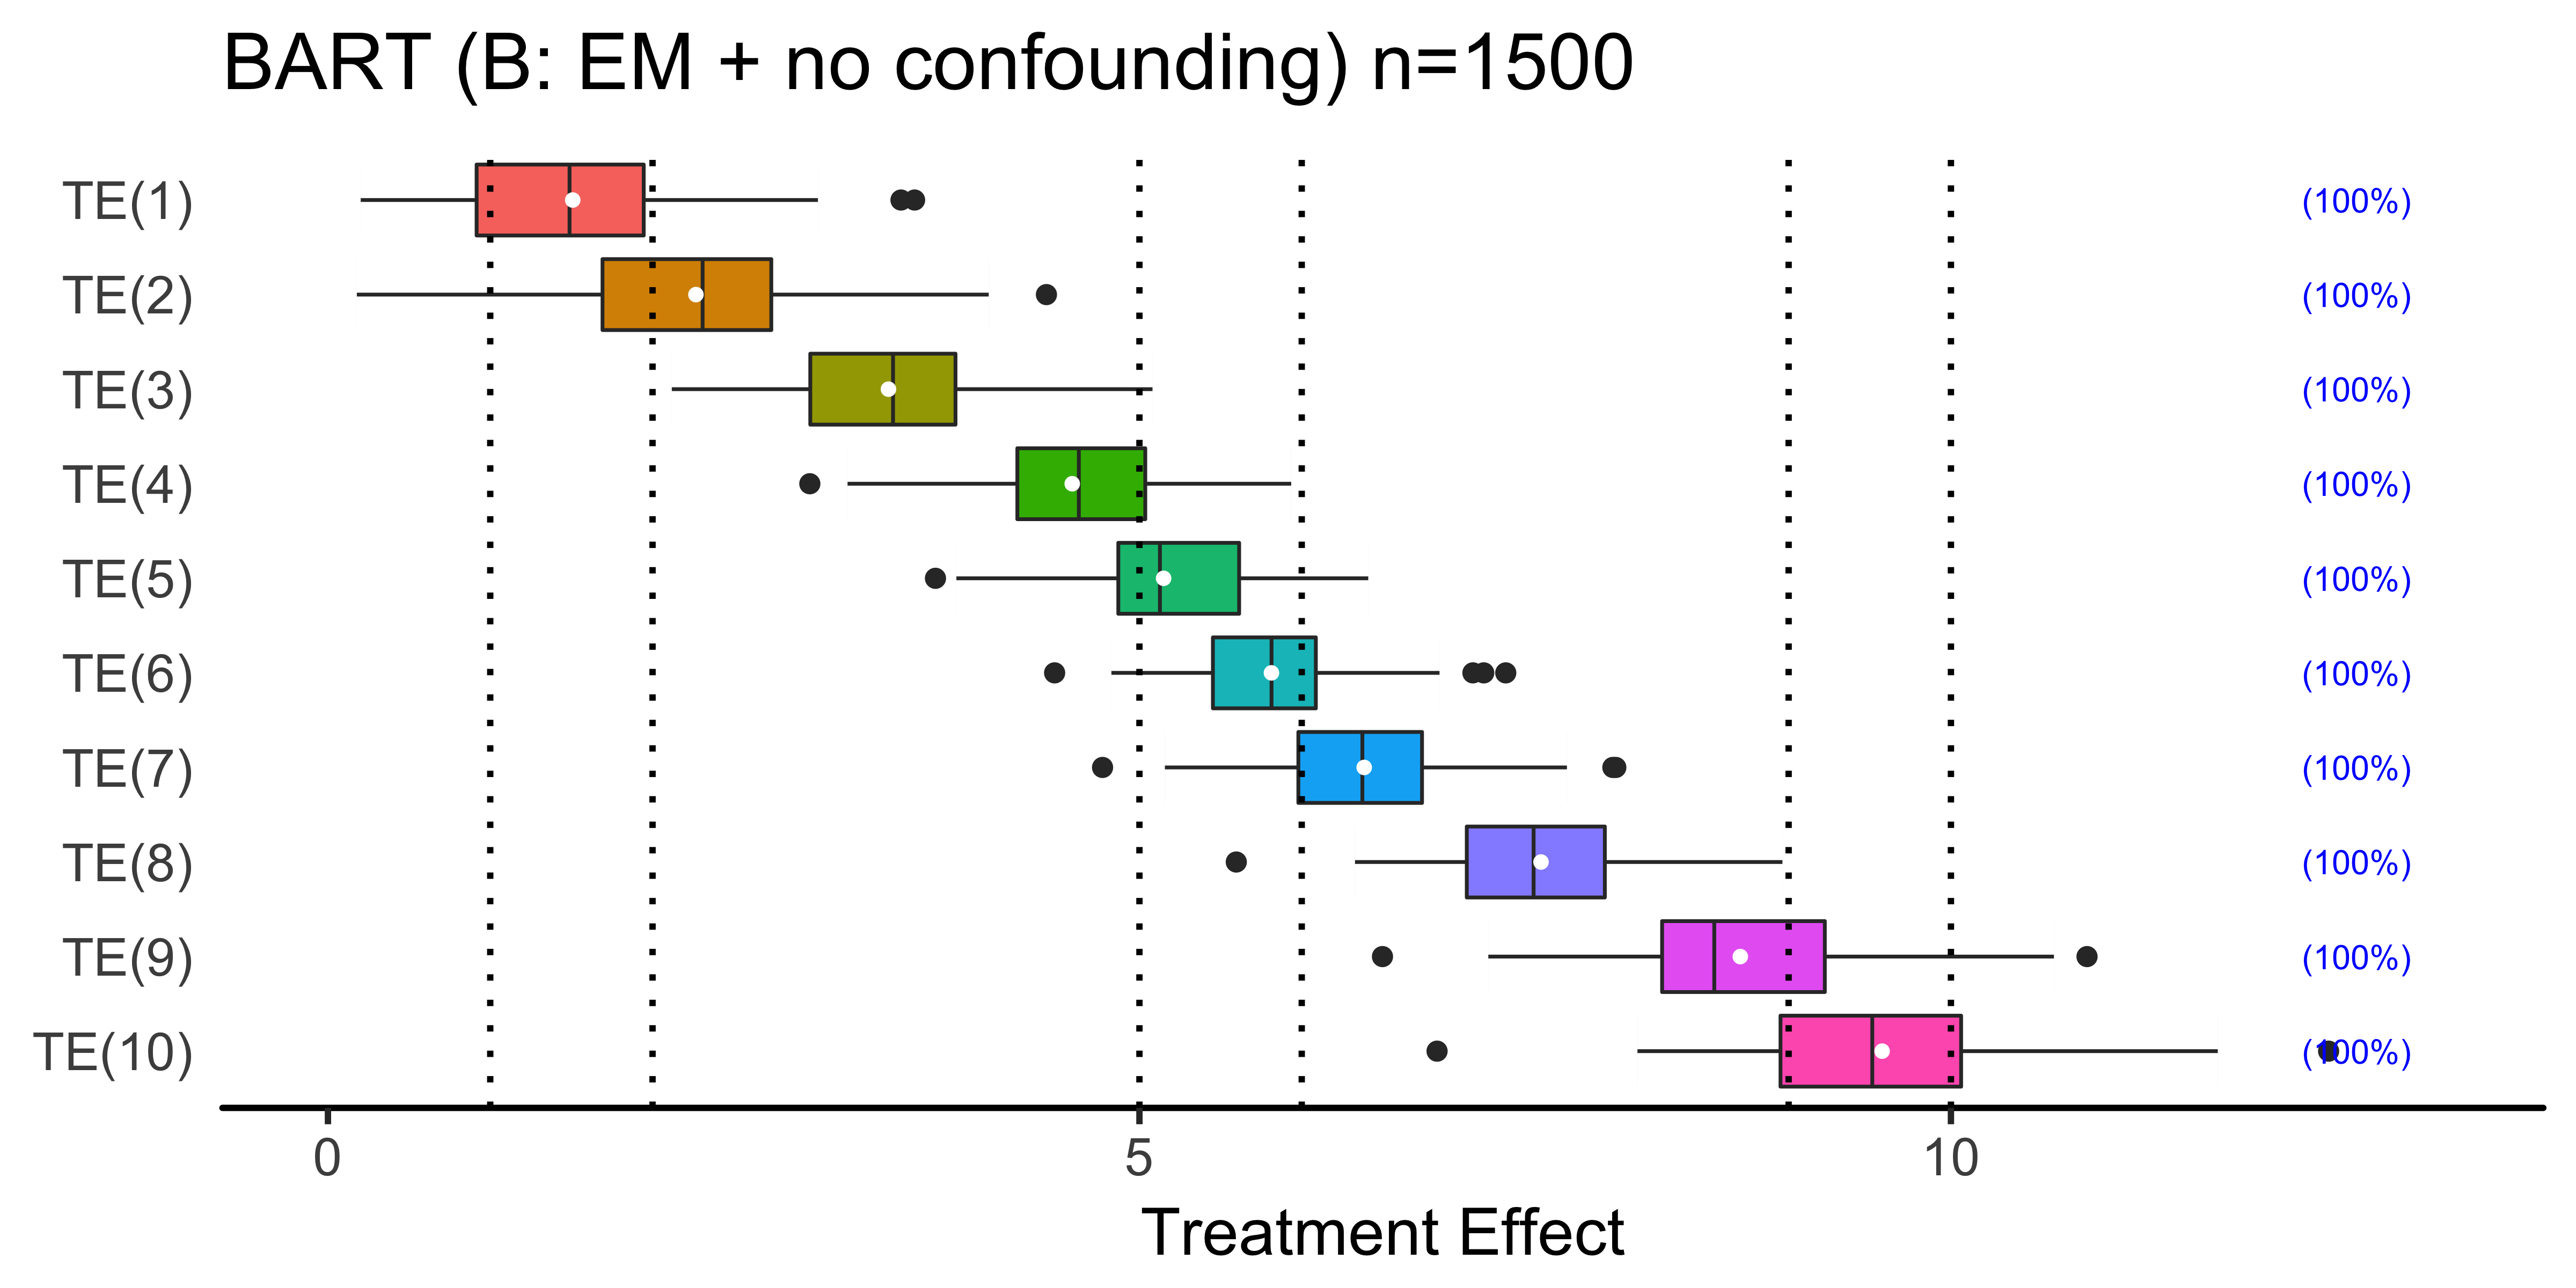 BART (B: EM + no confounding) n=1500
TE(1) (100%)
TE(2) (100%)
TE(3) (100%)
TE(4) (100%)
TE(5) (100%)
TE(6) (100%)
TE(7) (100%)
TE(8) (100%)
TE(9) (100%)
TE(10) (100%)
0 5 10
Treatment Effect